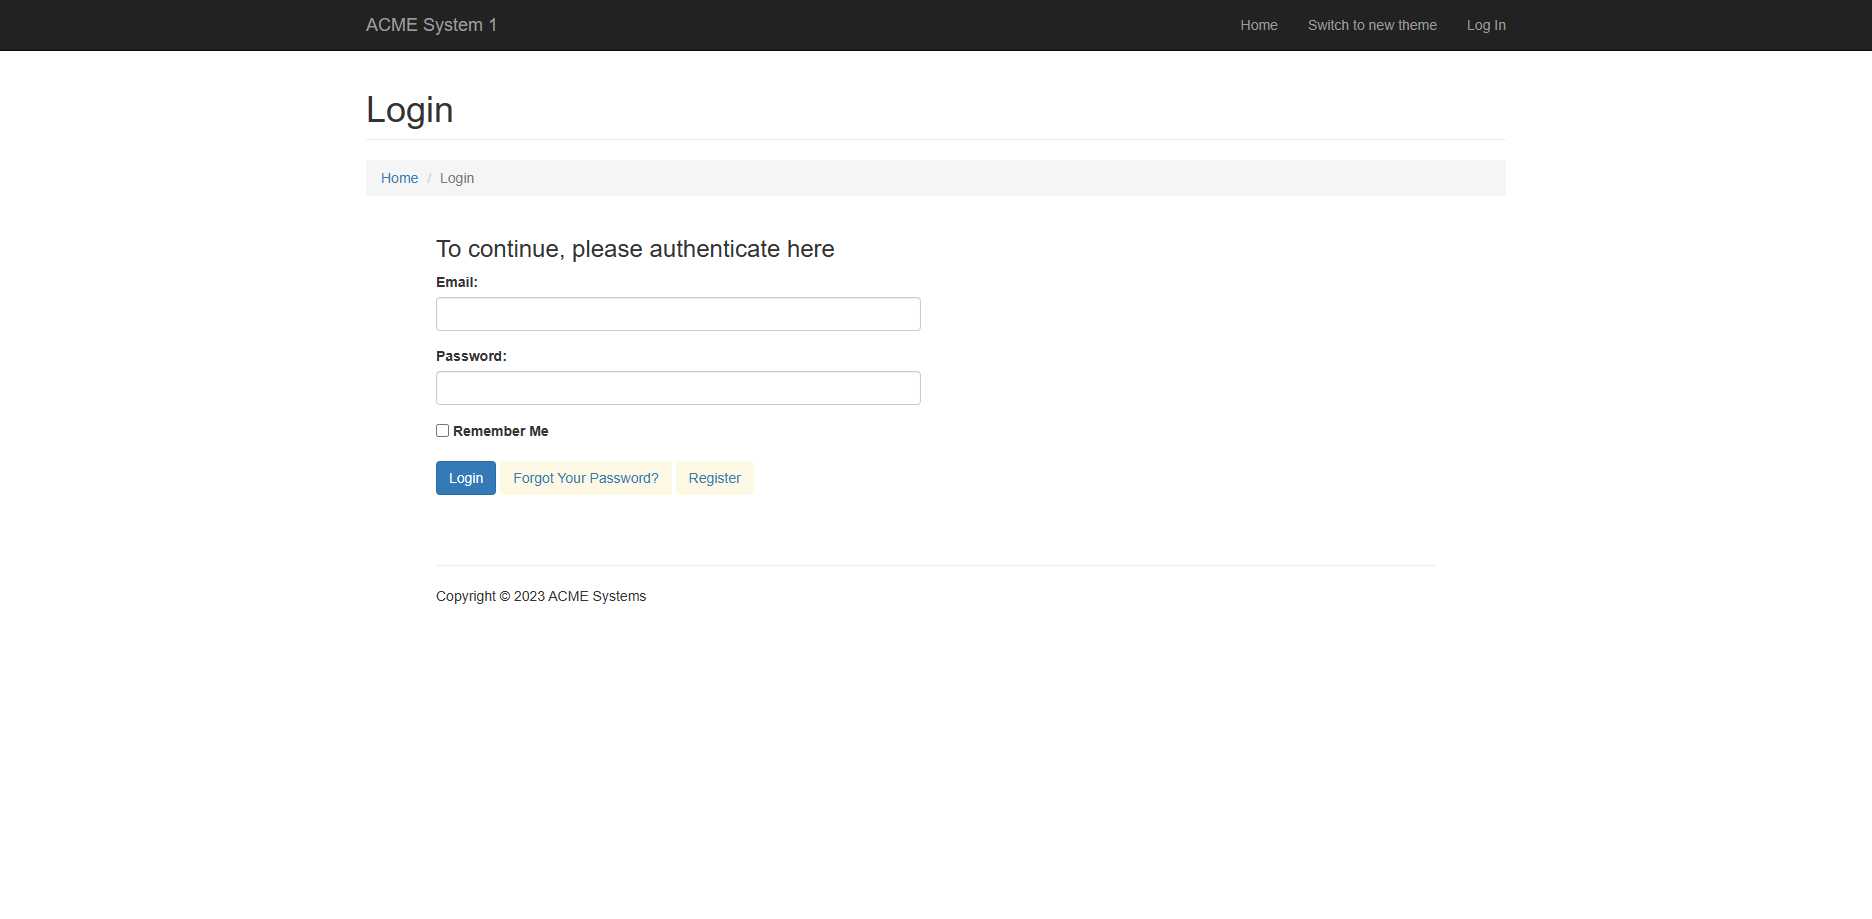 ACME System 1 Home Switch to new theme Log In
Login
Home / Login
To continue, please authenticate here
Email:
Password:
Remember Me
Login Forgot Your Password? Register
Copyright © 2023 ACME Systems